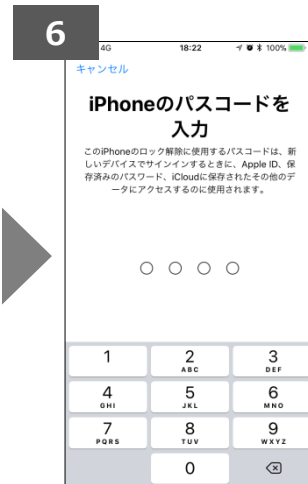 6
4G 18:22 100%
キャンセル
iPhoneのパスコードを
入力
このiPhoneのロック解除に使用するパスコードは、新
しいデバイスでサインインするときに、Apple ID、保
存済みのパスワード、iCloudに保存されたその他のデ
ータにアクセスするのに使用されます。
1 2 3
ABC DEF
4 5 6
GHI JKL MNO
7 8 9
PQRS TUV WXYZ
0